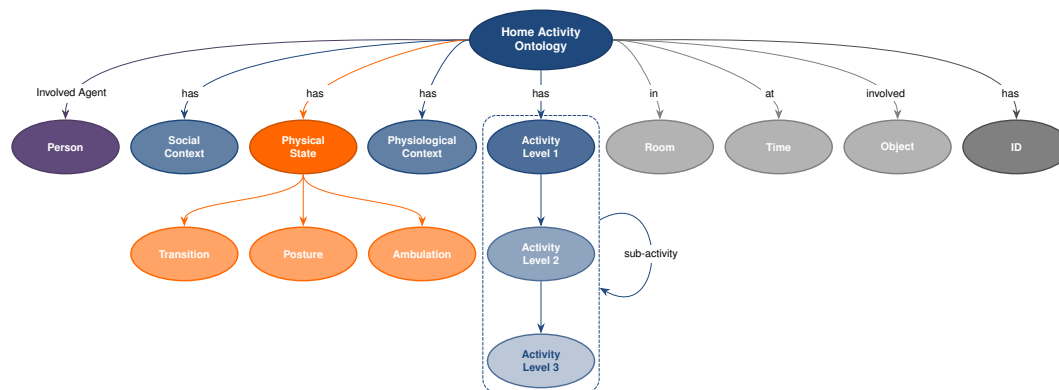 Home Activity
Ontology
Involved Agent
has
has
has
has
in
at
involved
has
Person
Social
Context
Physical
State
Physiological
Context
Activity
Level 1
Room
Time
Object
ID
Transition
Posture
Ambulation
Activity
Level 2
sub-activity
Activity
Level 3